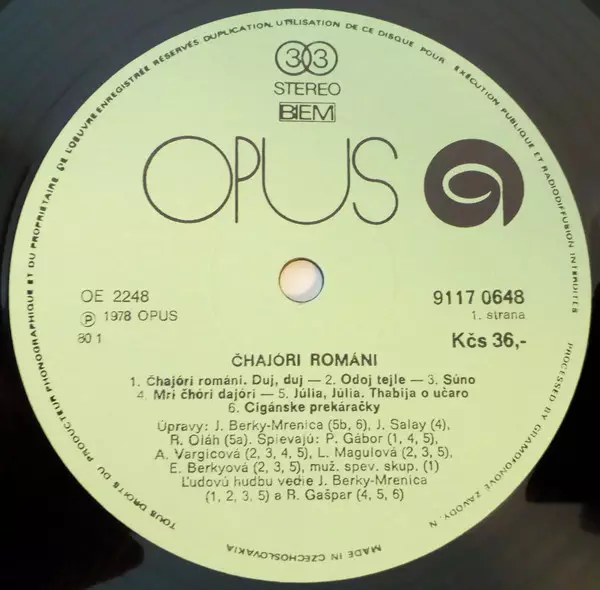 TOUS DROITS DU PRODUCTEUR PHONOGRAPHIQUE ET DU PROPRIETAIRE DE L'OEUVRE ENREGISTRÉE RÉSERVÉS DUPLICATION, UTILISATION DE CE DISQUE POUR EXÉCUTION PUBLIQUE ET RADIODIFFUSION INTERDITES
33
STEREO
BIEM
OPUS
OE 2248
9117 0648
℗ 1978 OPUS
1. strana
80 1
Kčs 36,-
ČHAJÓRI ROMÁNI
1. Čhajóri románi. Duj, duj — 2. Odoj tejle — 3. Súno
4. Mri čhóri dajóri — 5. Júlia, Júlia. Thabija o učaro
6. Cigánske prekáračky
Úpravy: J. Berky-Mrenica (5b, 6), J. Salay (4),
R. Oláh (5a). Spievajú: P. Gábor (1, 4, 5),
A. Vargicová (2, 3, 4, 5), L. Magulová (2, 3, 5),
E. Berkyová (2, 3, 5), muž. spev. skup. (1)
Ľudovú hudbu vedie J. Berky-Mrenica
(1, 2, 3, 5) a R. Gašpar (4, 5, 6)
PROCESSED BY GRAMOFONOVÉ ZÁVODY, N.
MADE IN CZECHOSLOVAKIA